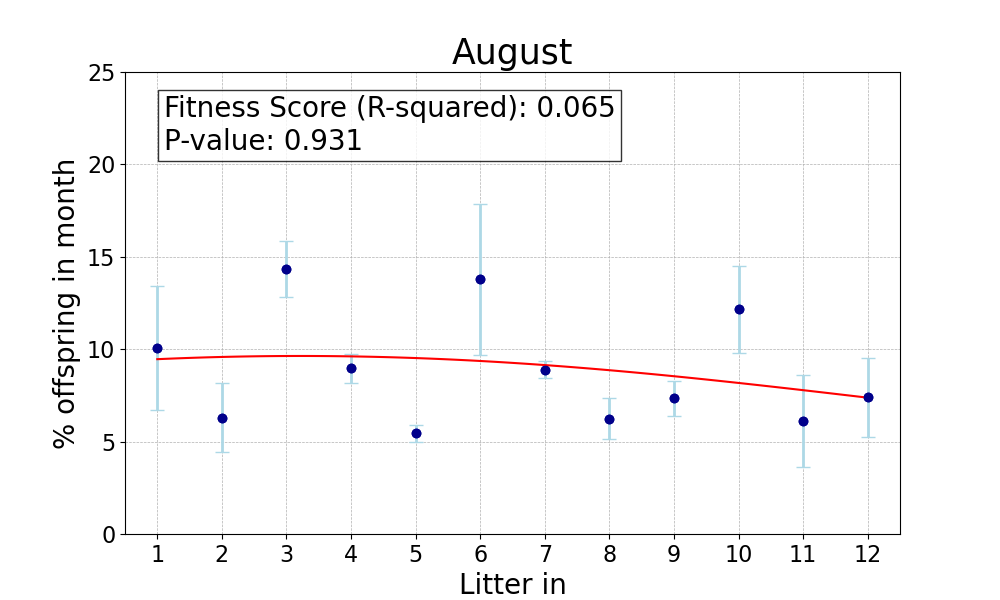 August
Fitness Score (R-squared): 0.065
P-value: 0.931
% offspring in month
25
20
15
10
5
0
1 2 3 4 5 6 7 8 9 10 11 12
Litter in